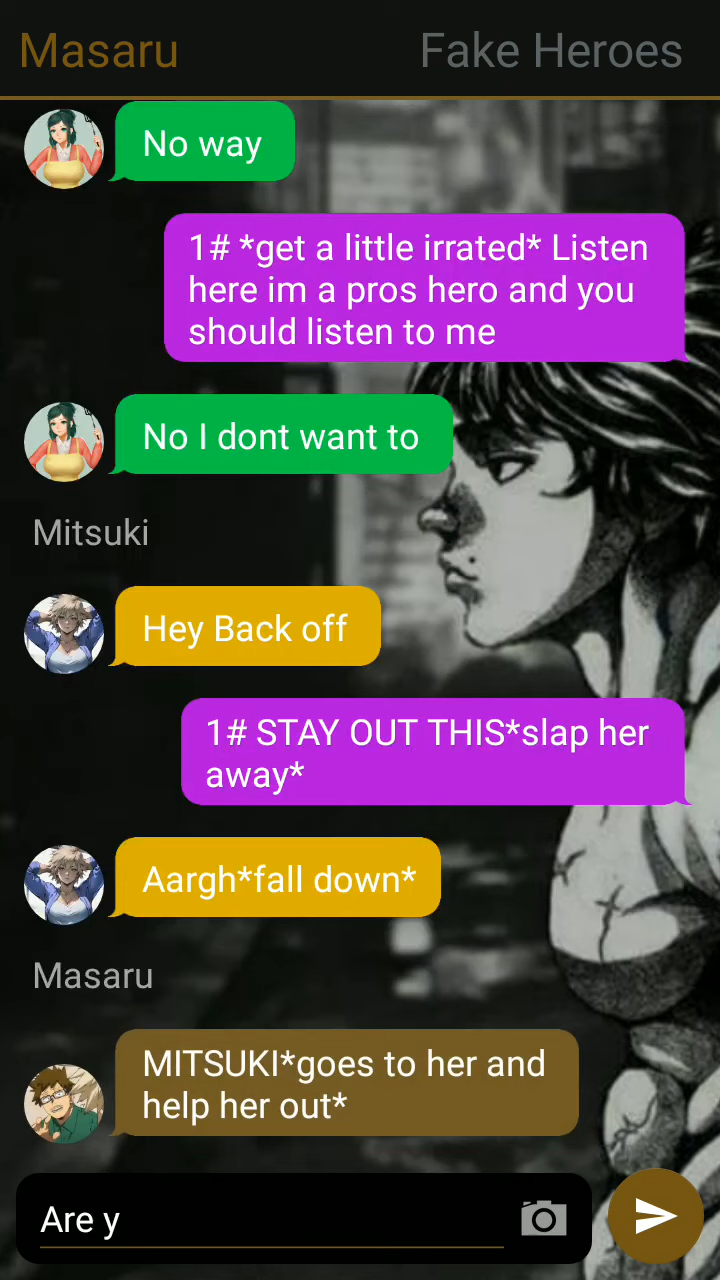 Masaru Fake Heroes
No way
1# *get a little irrated* Listen
here im a pros hero and you
should listen to me
No I dont want to
Mitsuki
Hey Back off
1# STAY OUT THIS*slap her
away*
Aargh*fall down*
Masaru
MITSUKI*goes to her and
help her out*
Are y